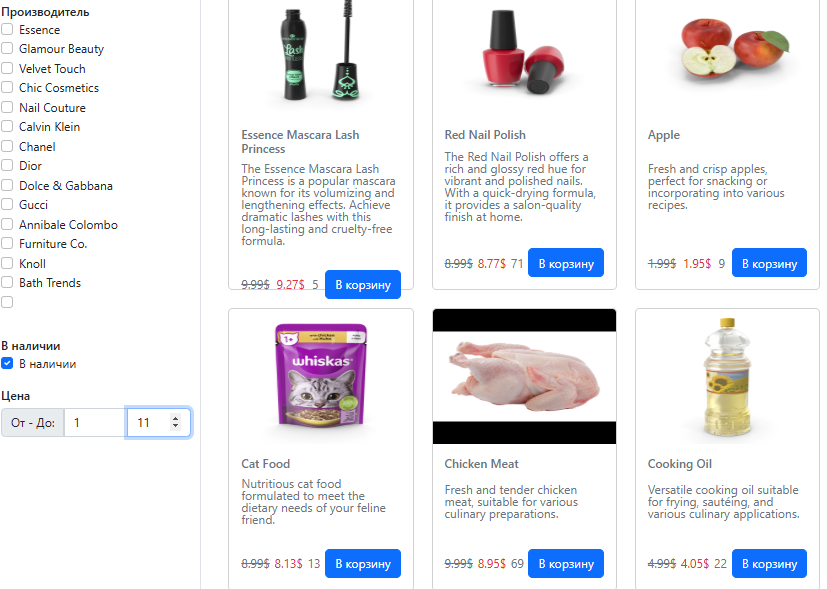 Производитель
Essence
Glamour Beauty
Velvet Touch
Chic Cosmetics
Nail Couture
Calvin Klein
Chanel
Dior
Dolce & Gabbana
Gucci
Annibale Colombo
Furniture Co.
Knoll
Bath Trends
В наличии
В наличии
Цена
От - До:
1
11
Essence Mascara Lash
Princess
The Essence Mascara Lash
Princess is a popular mascara
known for its volumizing and
lengthening effects. Achieve
dramatic lashes with this
long-lasting and cruelty-free
formula.
9.99$ 9.27$ 5 В корзину
Red Nail Polish
The Red Nail Polish offers a
rich and glossy red hue for
vibrant and polished nails.
With a quick-drying formula,
it provides a salon-quality
finish at home.
8.99$ 8.77$ 71 В корзину
Apple
Fresh and crisp apples,
perfect for snacking or
incorporating into various
recipes.
1.99$ 1.95$ 9 В корзину
1+
whiskas
Cat Food
Nutritious cat food
formulated to meet the
dietary needs of your feline
friend.
8.99$ 8.13$ 13 В корзину
Chicken Meat
Fresh and tender chicken
meat, suitable for various
culinary preparations.
9.99$ 8.95$ 69 В корзину
Cooking Oil
Versatile cooking oil suitable
for frying, sautéing, and
various culinary applications.
4.99$ 4.05$ 22 В корзину